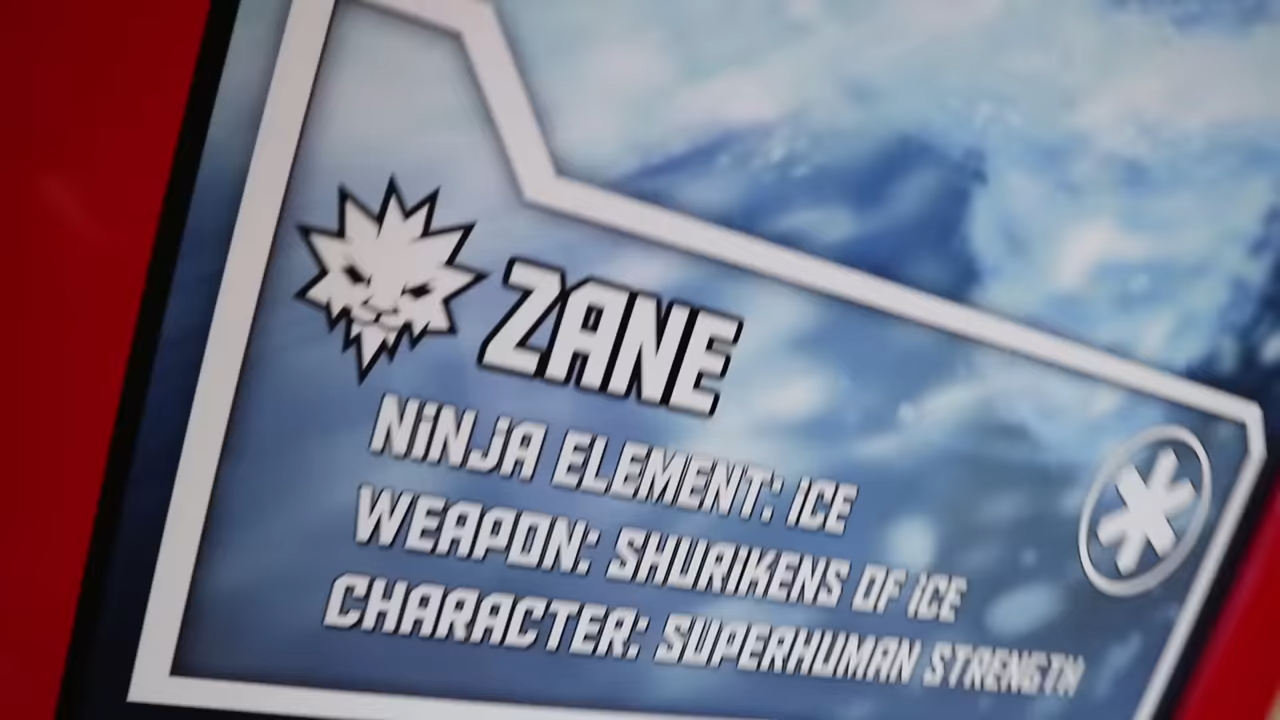 ZANE
NINJA ELEMENT: ICE
WEAPON: SHURIKENS OF ICE
CHARACTER: SUPERHUMAN STRENGTH